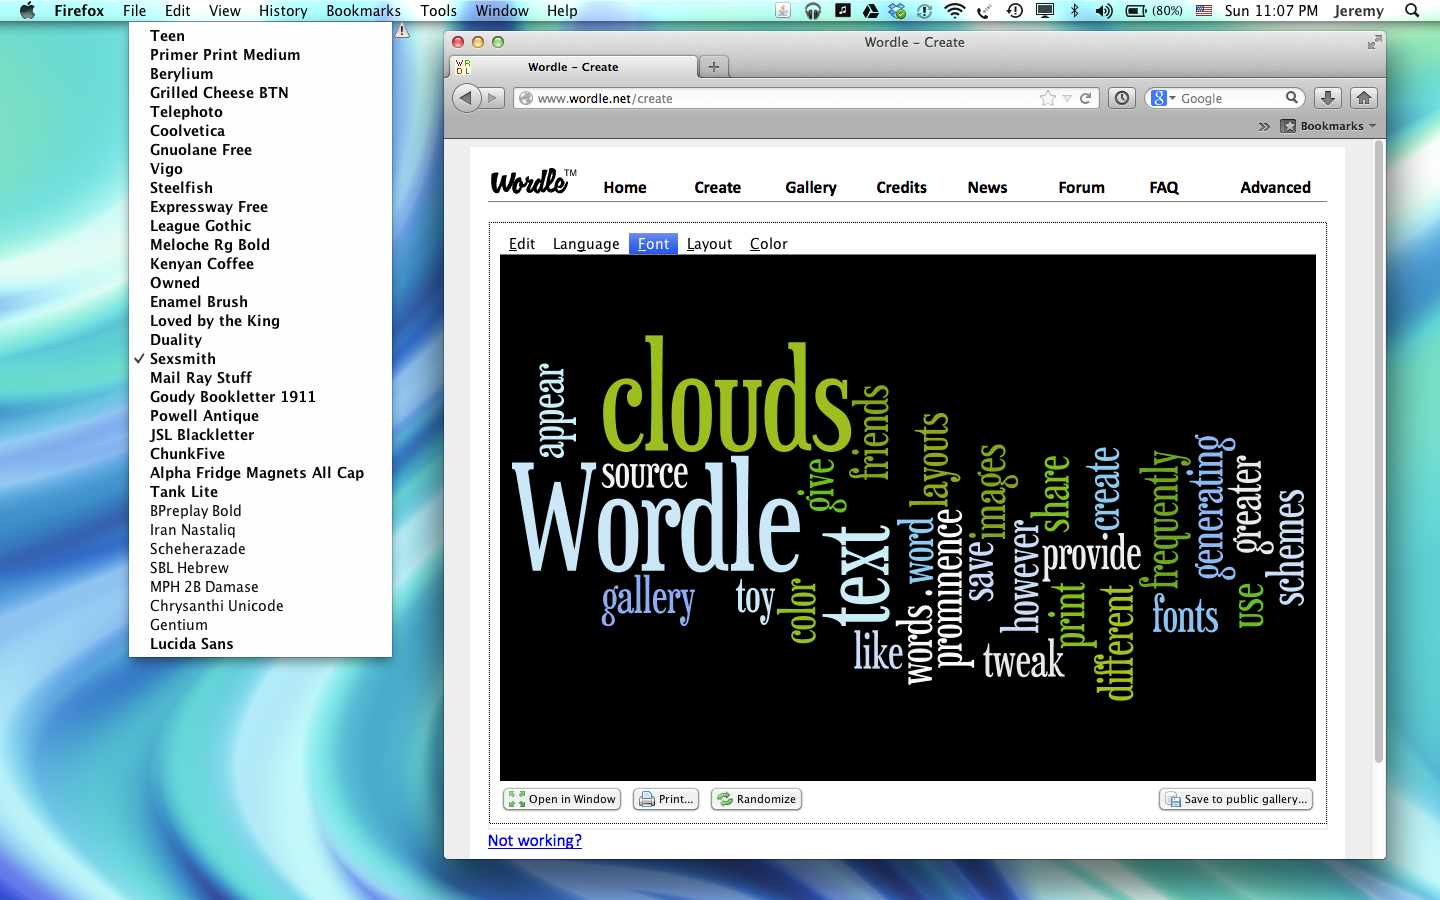 Firefox File Edit View History Bookmarks Tools Window Help (80%) Sun 11:07 PM Jeremy
Teen
Primer Print Medium
Berylium
Grilled Cheese BTN
Telephoto
Coolvetica
Gnuolane Free
Vigo
Steelfish
Expressway Free
League Gothic
Meloche Rg Bold
Kenyan Coffee
Owned
Enamel Brush
Loved by the King
Duality
Sexsmith
Mail Ray Stuff
Goudy Bookletter 1911
Powell Antique
JSL Blackletter
ChunkFive
Alpha Fridge Magnets All Cap
Tank Lite
BPreplay Bold
Iran Nastaliq
Scheherazade
SBL Hebrew
MPH 2B Damase
Chrysanthi Unicode
Gentium
Lucida Sans
Wordle – Create
WR
DL
Wordle – Create
www.wordle.net/create
Google
Bookmarks
Wordle™
Home Create Gallery Credits News Forum FAQ Advanced
Edit Language Font Layout Color
appear
clouds
friends
source
Wordle
give
layouts
images
share
create
frequently
generating
greater
schemes
text
word
prominence
save
however
provide
gallery
toy
color
words .
like
tweak
print
different
fonts
use
Open in Window
Print...
Randomize
Save to public gallery...
Not working?